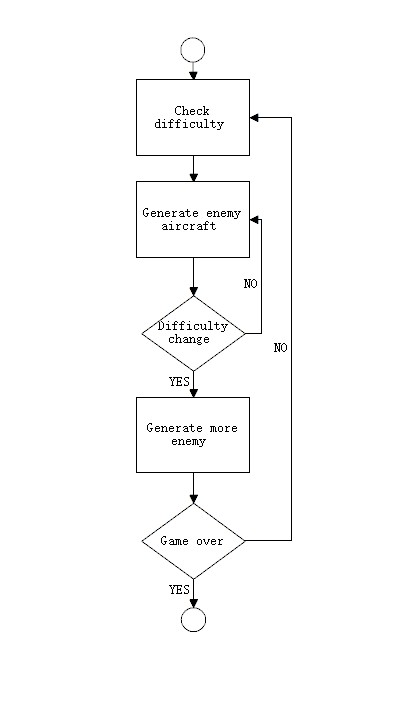 Check
difficulty
Generate enemy
aircraft
NO
Difficulty
change
NO
YES
Generate more
enemy
Game over
YES